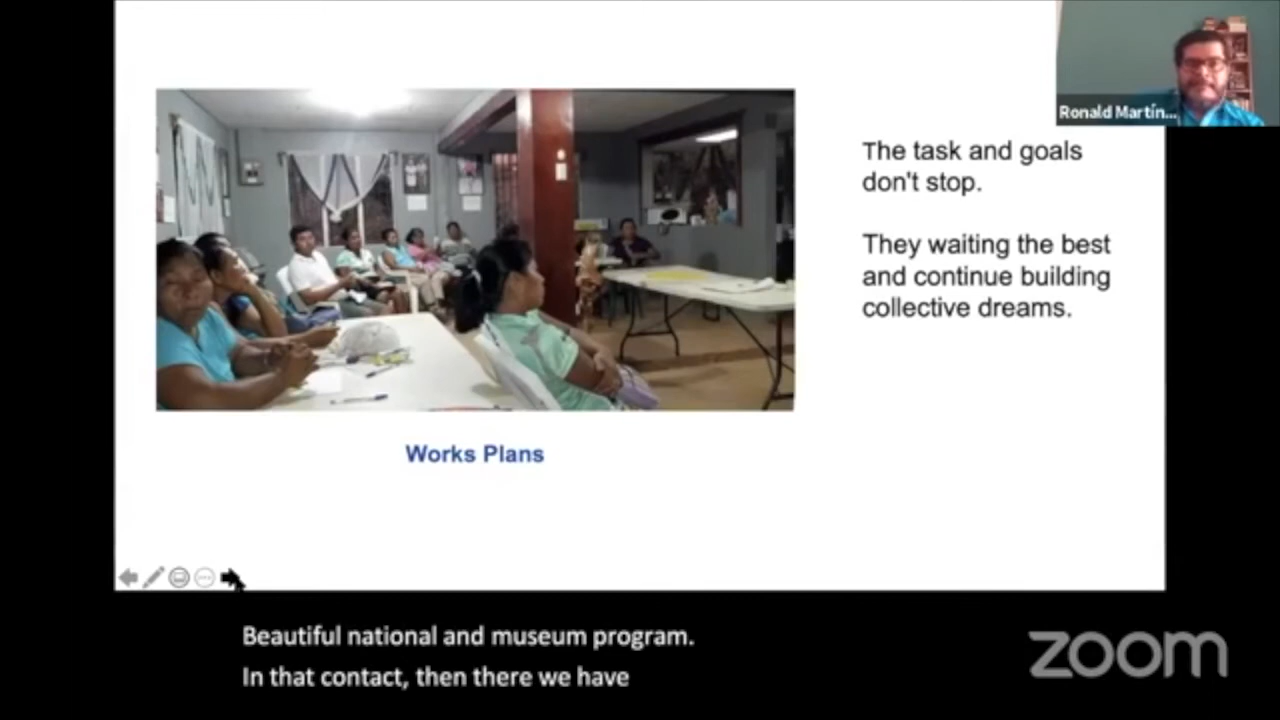 Ronald Martín...
The task and goals
don't stop.
They waiting the best
and continue building
collective dreams.
Works Plans
Beautiful national and museum program.
In that contact, then there we have
zoom